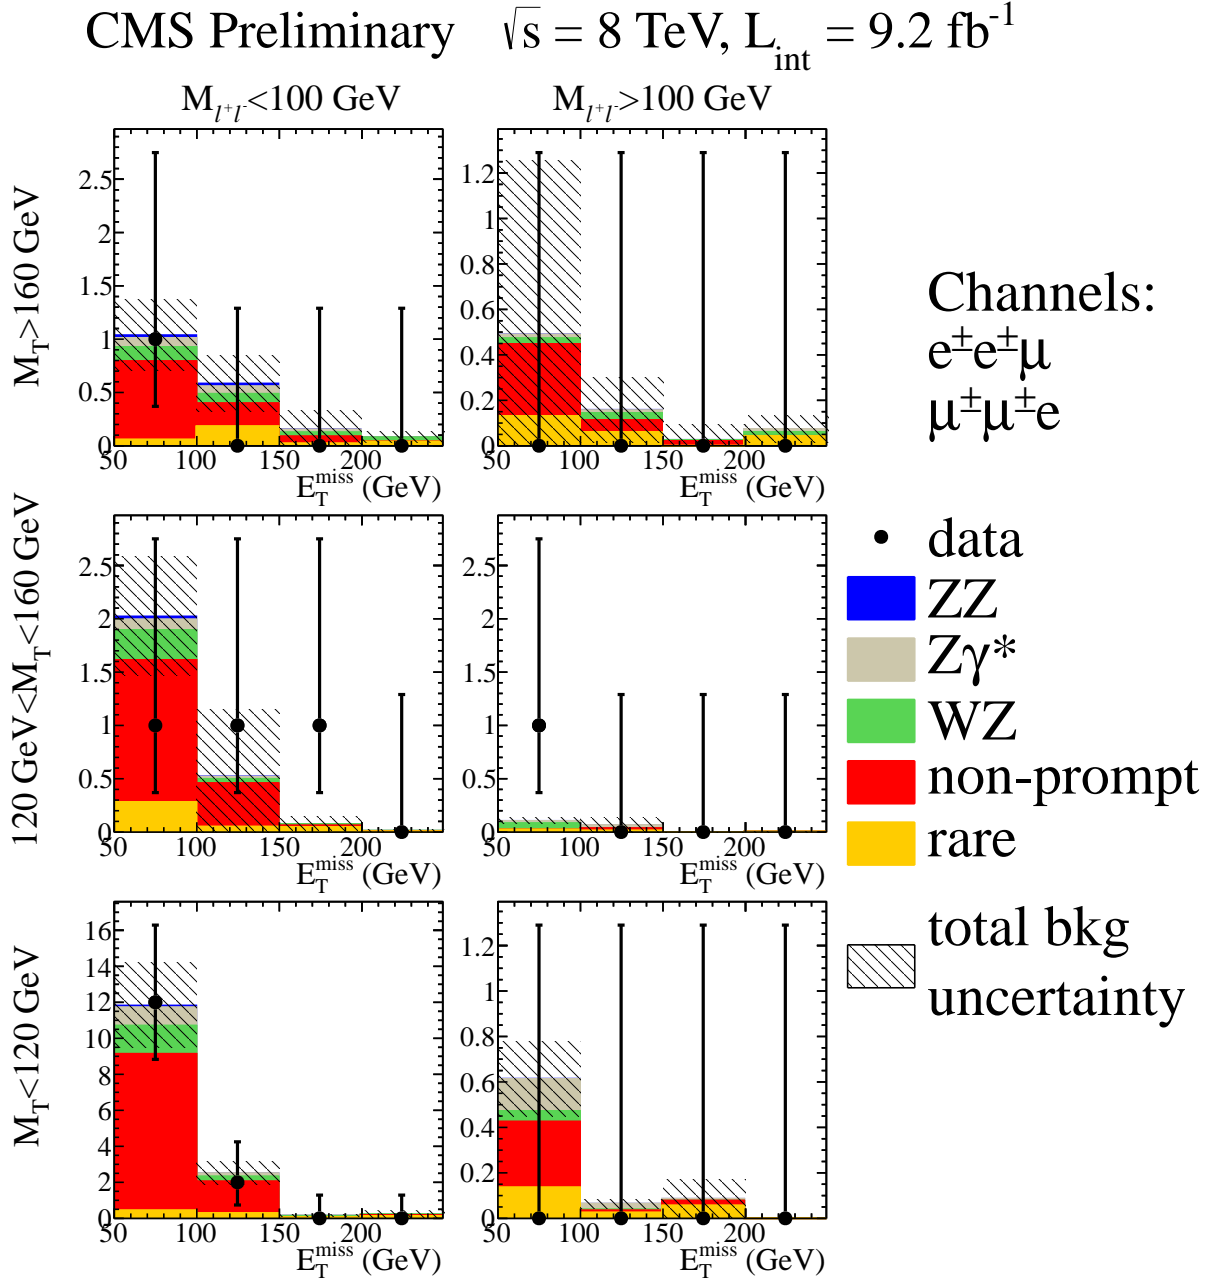 CMS Preliminary √s = 8 TeV, L_int = 9.2 fb⁻¹
M_l⁺l⁻<100 GeV
M_l⁺l⁻>100 GeV
M_T>160 GeV
2.5
2
1.5
1
0.5
0
50 100 150 200
E_T^miss (GeV)
1.2
1
0.8
0.6
0.4
0.2
0
50 100 150 200
E_T^miss (GeV)
Channels:
e±e±μ
μ±μ±e
120 GeV<M_T<160 GeV
2.5
2
1.5
1
0.5
0
50 100 150 200
E_T^miss (GeV)
2.5
2
1.5
1
0.5
0
50 100 150 200
E_T^miss (GeV)
data
ZZ
Zγ*
WZ
non-prompt
rare
total bkg
uncertainty
M_T<120 GeV
16
14
12
10
8
6
4
2
0
50 100 150 200
E_T^miss (GeV)
1.2
1
0.8
0.6
0.4
0.2
0
50 100 150 200
E_T^miss (GeV)